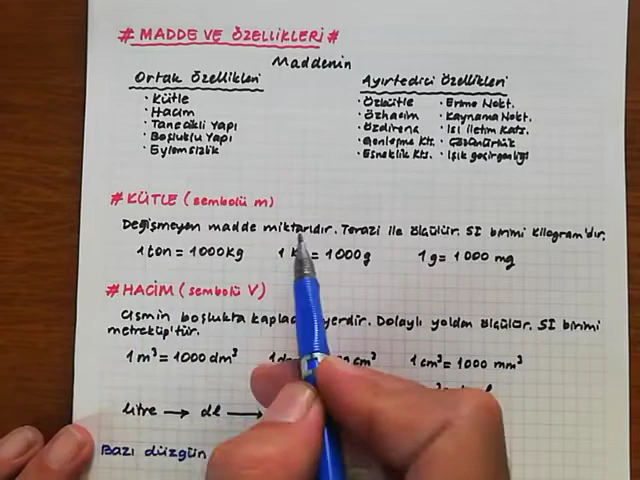 # MADDE VE ÖZELLİKLERİ #
Maddenin
Ortak Özellikleri
• Kütle
• Hacim
• Tanecikli Yapı
• Boşluklu Yapı
• Eylemsizlik
Ayırtedici Özellikleri
• Özkütle • Erime Nokt.
• Özhacim • Kaynama Nokt.
• Özdirenç • Isı iletim Kats.
• Genleşme Kts. • Çözünürlük
• Esneklik Kts. • Işık geçirgenliği
# KÜTLE (sembolü m)
Değişmeyen madde miktarıdır. Terazi ile ölçülür. SI birimi kilogram'dır.
1 ton = 1000 kg 1 = 1000 g 1 g = 1000 mg
# HACİM (sembolü V)
Cismin boşlukta yerdir. Dolaylı yoldan ölçülür. SI birimi
metreküp'tür.
1 m³ = 1000 dm³ cm³ 1 cm³ = 1000 mm³
litre → dl →
Bazı düzgün